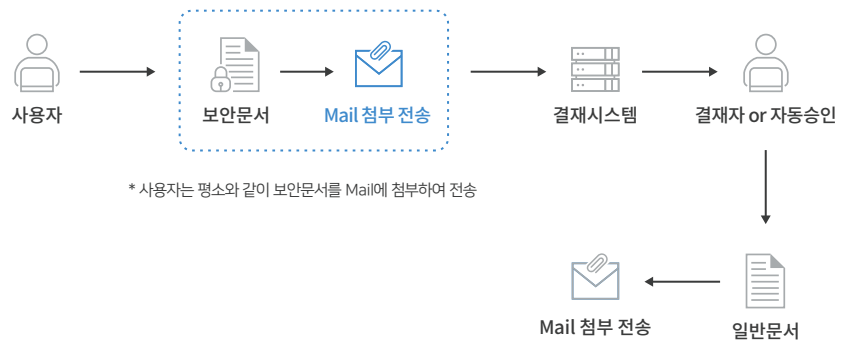 사용자
보안문서
Mail 첨부 전송
결재시스템
결재자 or 자동승인
* 사용자는 평소와 같이 보안문서를 Mail에 첨부하여 전송
Mail 첨부 전송
일반문서